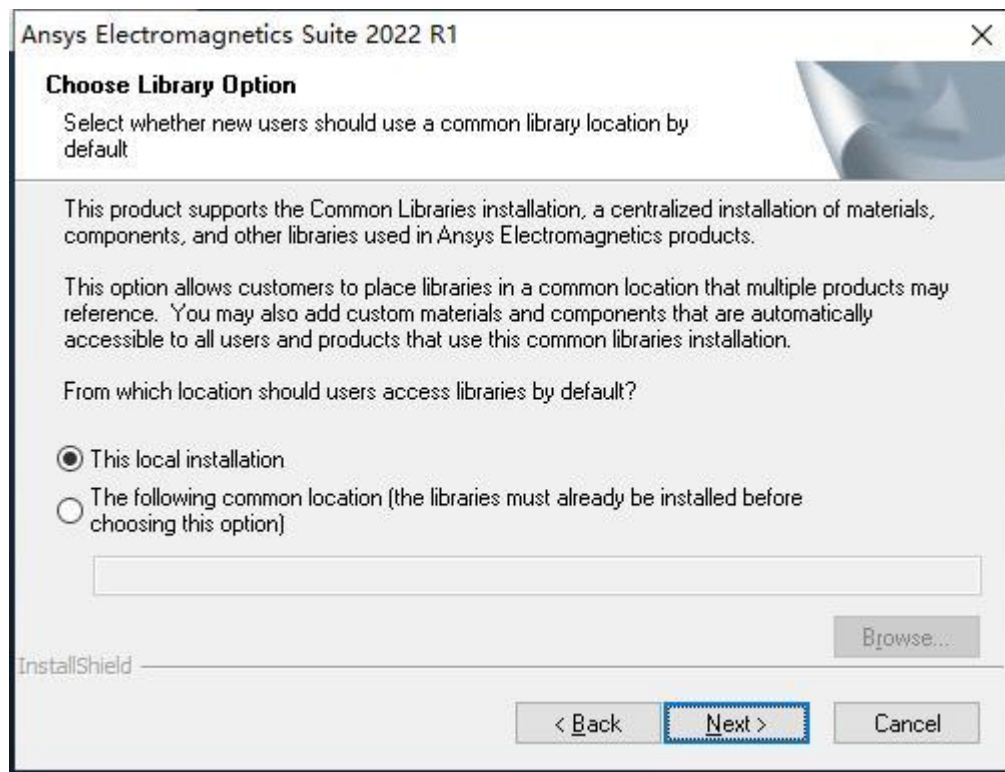 Ansys Electromagnetics Suite 2022 R1
Choose Library Option
Select whether new users should use a common library location by
default
This product supports the Common Libraries installation, a centralized installation of materials,
components, and other libraries used in Ansys Electromagnetics products.
This option allows customers to place libraries in a common location that multiple products may
reference.  You may also add custom materials and components that are automatically
accessible to all users and products that use this common libraries installation.
From which location should users access libraries by default?
This local installation
The following common location (the libraries must already be installed before
choosing this option)
Browse...
InstallShield
< Back
Next >
Cancel